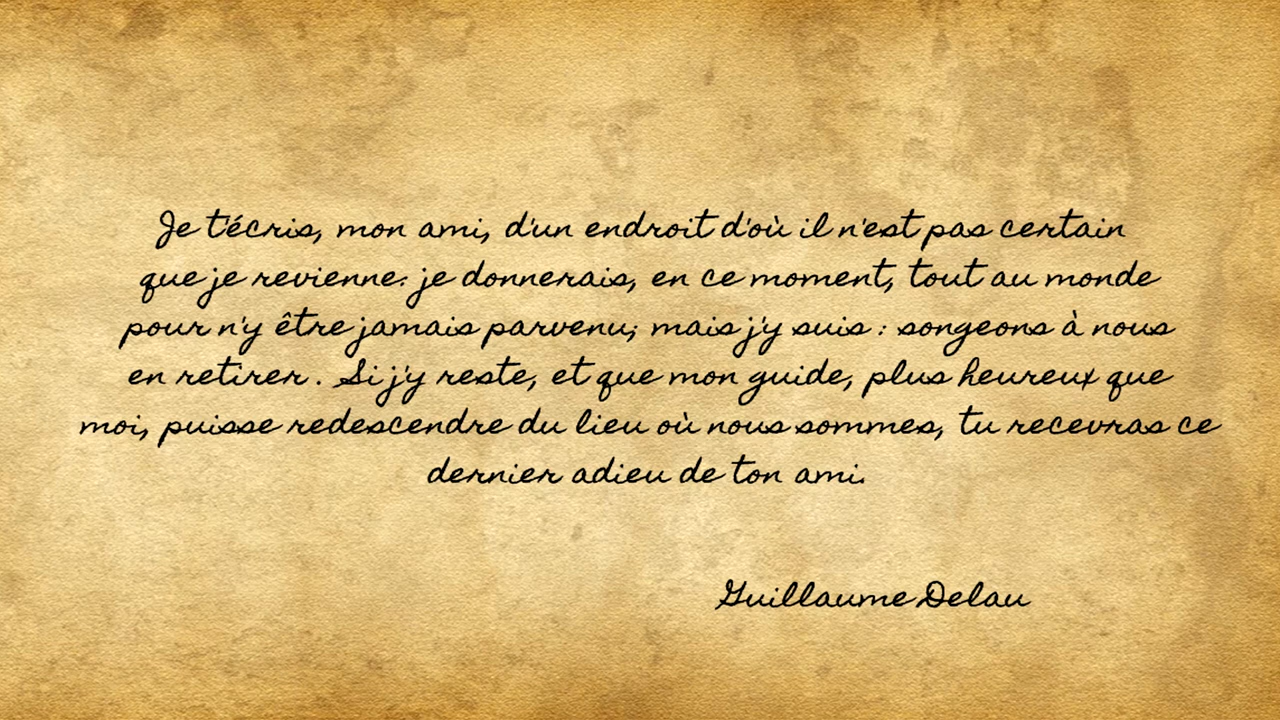 Je t'écris, mon ami, d'un endroit d'où il n'est pas certain
que je revienne: je donnerais, en ce moment, tout au monde
pour n'y être jamais parvenu; mais j'y suis : songeons à nous
en retirer . Si j'y reste, et que mon guide, plus heureux que
moi, puisse redescendre du lieu où nous sommes, tu recevras ce
dernier adieu de ton ami.
Guillaume Delau